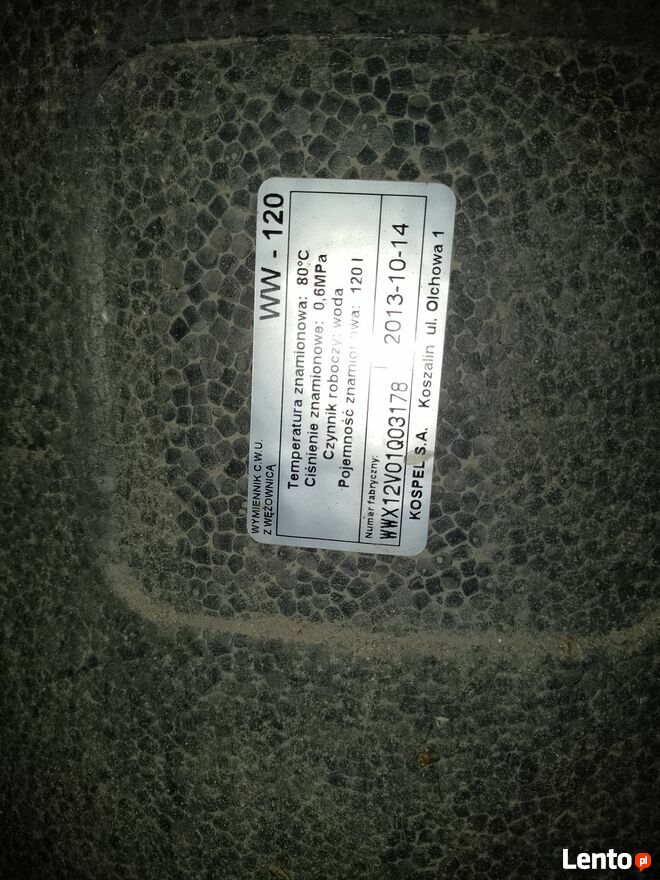 WYMIENNIK C.W.U.
Z WĘŻOWNICĄ
WW - 120
Temperatura znamionowa: 80°C
Ciśnienie znamionowe: 0,6MPa
Czynnik roboczy: woda
Pojemność znamionowa: 120 l
Numer fabryczny:
WWX12V01Q03178 2013-10-14
KOSPEL S.A. Koszalin ul. Olchowa 1
Lento.pl